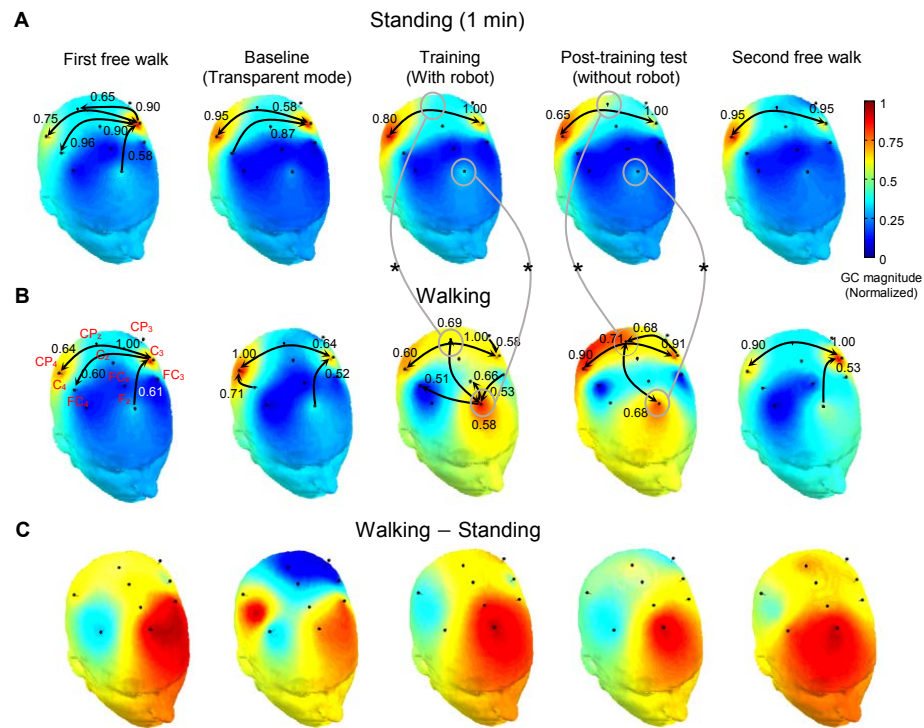 A
Standing (1 min)
First free walk
Baseline
(Transparent mode)
Training
(With robot)
Post-training test
(without robot)
Second free walk
0.65
0.90
0.75
0.90
0.96
0.58
0.95
0.58
0.87
0.80
1.00
0.65
1.00
0.95
0.95
1
0.75
0.5
0.25
0
GC magnitude
(Normalized)
*
*
*
*
B
Walking
CP3
CP2
0.64
1.00
CP4
C3
C4
0.60
FC3
0.61
1.00
0.64
0.71
0.52
0.69
1.00
0.58
0.60
0.51
0.66
0.53
0.58
0.68
0.71
0.90
0.91
0.68
0.90
1.00
0.53
C
Walking – Standing